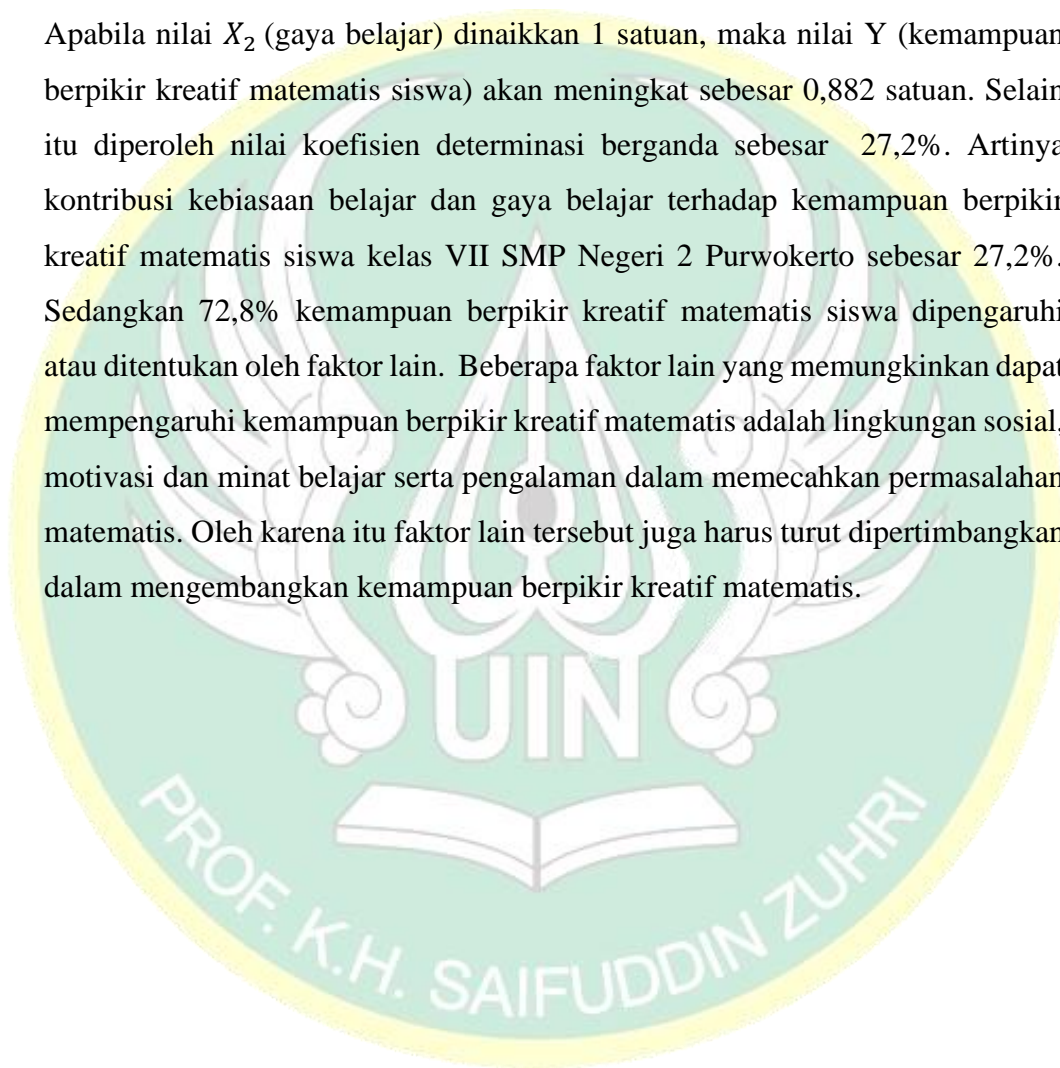 Apabila nilai X₂ (gaya belajar) dinaikkan 1 satuan, maka nilai Y (kemampuan
berpikir kreatif matematis siswa) akan meningkat sebesar 0,882 satuan. Selain
itu diperoleh nilai koefisien determinasi berganda sebesar 27,2%. Artinya
kontribusi kebiasaan belajar dan gaya belajar terhadap kemampuan berpikir
kreatif matematis siswa kelas VII SMP Negeri 2 Purwokerto sebesar 27,2%.
Sedangkan 72,8% kemampuan berpikir kreatif matematis siswa dipengaruhi
atau ditentukan oleh faktor lain. Beberapa faktor lain yang memungkinkan dapat
mempengaruhi kemampuan berpikir kreatif matematis adalah lingkungan sosial,
motivasi dan minat belajar serta pengalaman dalam memecahkan permasalahan
matematis. Oleh karena itu faktor lain tersebut juga harus turut dipertimbangkan
dalam mengembangkan kemampuan berpikir kreatif matematis.
UIN
PROF. K.H. SAIFUDDIN ZUHRI